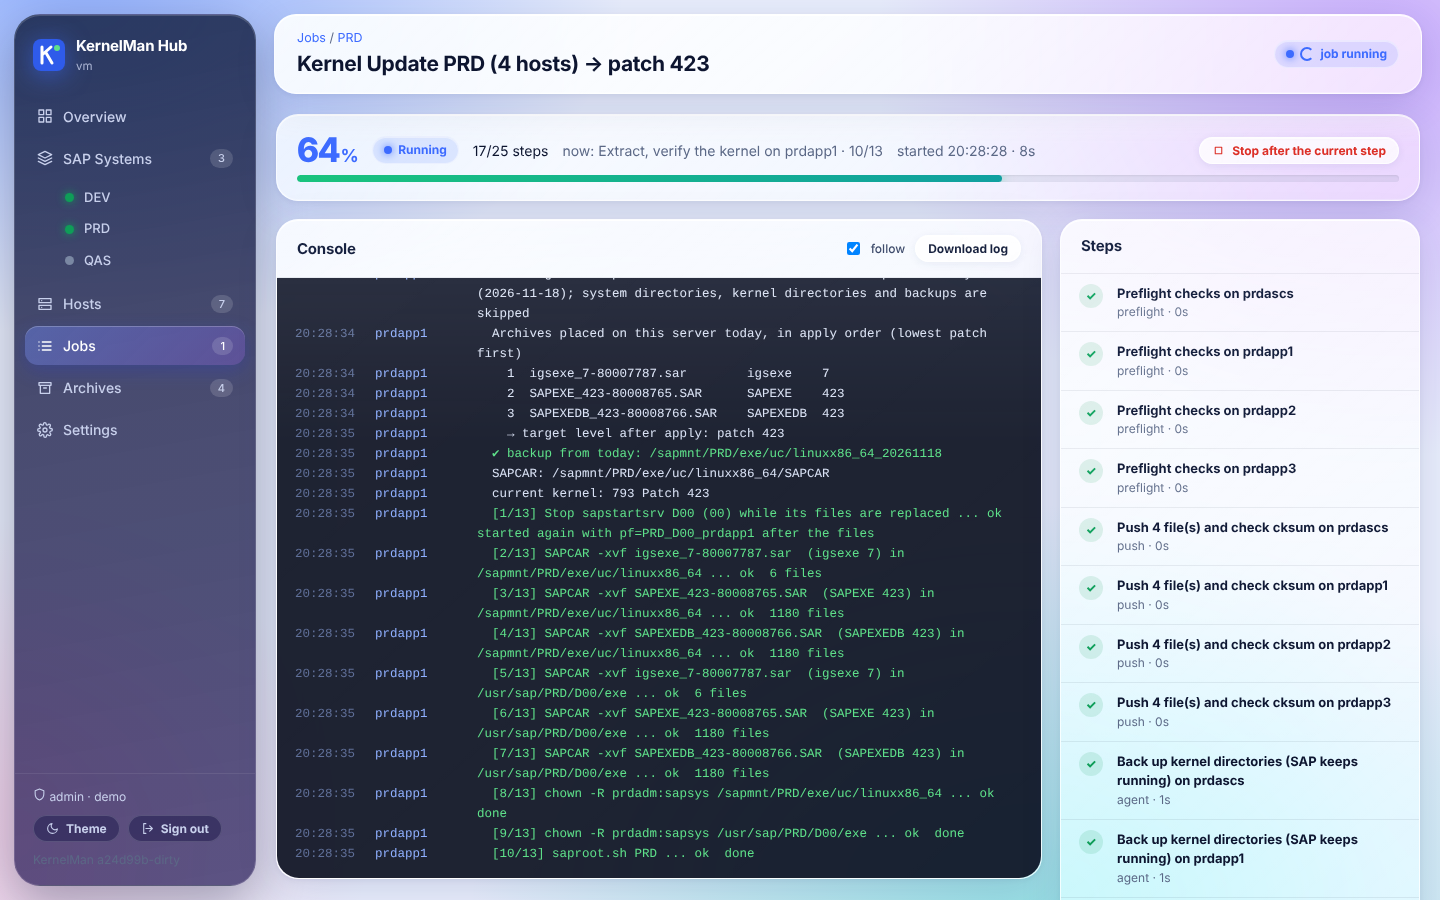 KernelMan Hub
vm
Overview
SAP Systems 3
DEV
PRD
QAS
Hosts 7
Jobs 1
Archives 4
Settings
admin · demo
Theme Sign out
KernelMan a24d99b-dirty
Jobs / PRD
Kernel Update PRD (4 hosts) → patch 423
job running
64% Running 17/25 steps now: Extract, verify the kernel on prdapp1 · 10/13 started 20:28:28 · 8s
Stop after the current step
Console
follow Download log
(2026-11-18); system directories, kernel directories and backups are
skipped
20:28:34 prdapp1 Archives placed on this server today, in apply order (lowest patch
first)
20:28:34 prdapp1 1 igsexe_7-80007787.sar igsexe 7
20:28:34 prdapp1 2 SAPEXE_423-80008765.SAR SAPEXE 423
20:28:34 prdapp1 3 SAPEXEDB_423-80008766.SAR SAPEXEDB 423
20:28:35 prdapp1 → target level after apply: patch 423
20:28:35 prdapp1 ✔ backup from today: /sapmnt/PRD/exe/uc/linuxx86_64_20261118
20:28:35 prdapp1 SAPCAR: /sapmnt/PRD/exe/uc/linuxx86_64/SAPCAR
20:28:35 prdapp1 current kernel: 793 Patch 423
20:28:35 prdapp1 [1/13] Stop sapstartsrv D00 (00) while its files are replaced ... ok
started again with pf=PRD_D00_prdapp1 after the files
20:28:35 prdapp1 [2/13] SAPCAR -xvf igsexe_7-80007787.sar (igsexe 7) in
/sapmnt/PRD/exe/uc/linuxx86_64 ... ok 6 files
20:28:35 prdapp1 [3/13] SAPCAR -xvf SAPEXE_423-80008765.SAR (SAPEXE 423) in
/sapmnt/PRD/exe/uc/linuxx86_64 ... ok 1180 files
20:28:35 prdapp1 [4/13] SAPCAR -xvf SAPEXEDB_423-80008766.SAR (SAPEXEDB 423) in
/sapmnt/PRD/exe/uc/linuxx86_64 ... ok 1180 files
20:28:35 prdapp1 [5/13] SAPCAR -xvf igsexe_7-80007787.sar (igsexe 7) in
/usr/sap/PRD/D00/exe ... ok 6 files
20:28:35 prdapp1 [6/13] SAPCAR -xvf SAPEXE_423-80008765.SAR (SAPEXE 423) in
/usr/sap/PRD/D00/exe ... ok 1180 files
20:28:35 prdapp1 [7/13] SAPCAR -xvf SAPEXEDB_423-80008766.SAR (SAPEXEDB 423) in
/usr/sap/PRD/D00/exe ... ok 1180 files
20:28:35 prdapp1 [8/13] chown -R prdadm:sapsys /sapmnt/PRD/exe/uc/linuxx86_64 ... ok
done
20:28:35 prdapp1 [9/13] chown -R prdadm:sapsys /usr/sap/PRD/D00/exe ... ok done
20:28:35 prdapp1 [10/13] saproot.sh PRD ... ok done
Steps
Preflight checks on prdascs
preflight · 0s
Preflight checks on prdapp1
preflight · 0s
Preflight checks on prdapp2
preflight · 0s
Preflight checks on prdapp3
preflight · 0s
Push 4 file(s) and check cksum on prdascs
push · 0s
Push 4 file(s) and check cksum on prdapp1
push · 0s
Push 4 file(s) and check cksum on prdapp2
push · 0s
Push 4 file(s) and check cksum on prdapp3
push · 0s
Back up kernel directories (SAP keeps
running) on prdascs
agent · 1s
Back up kernel directories (SAP keeps
running) on prdapp1
agent · 1s